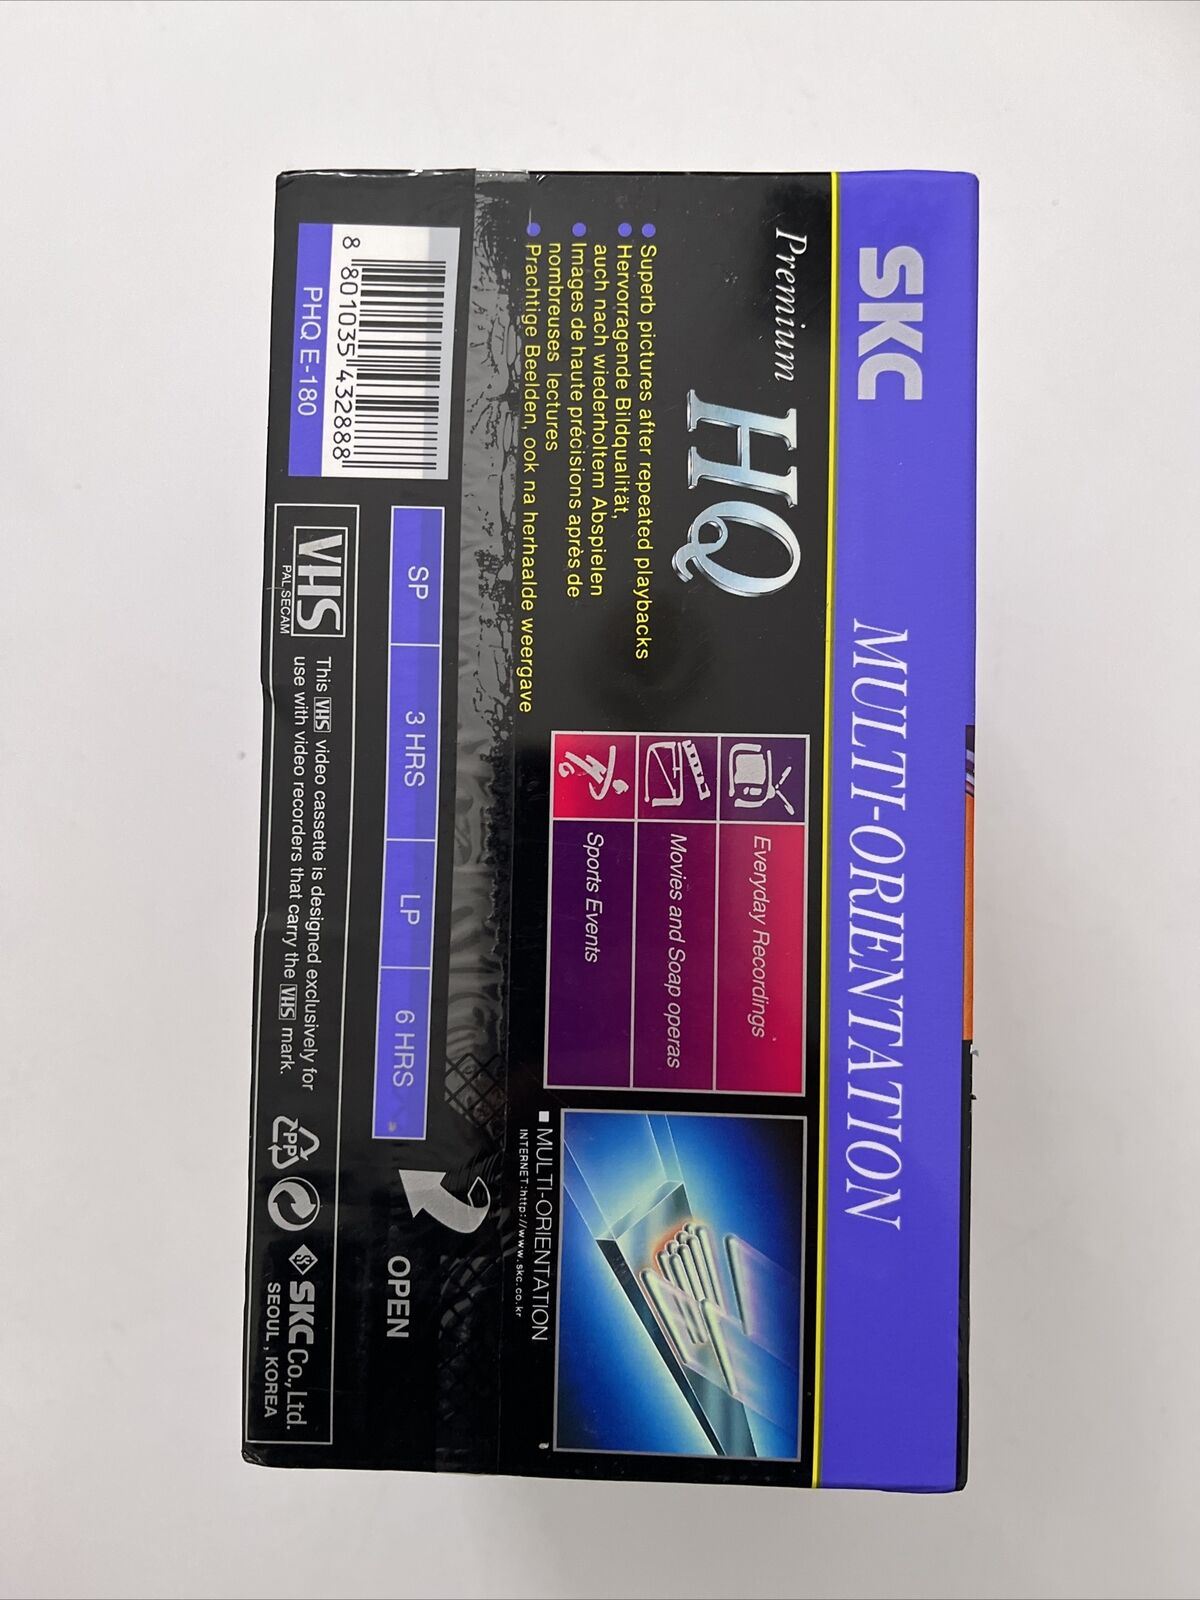 SKC
MULTI-ORIENTATION
Premium HQ
Superb pictures after repeated playbacks
Hervorragende Bildqualität,
auch nach wiederholtem Abspielen
Images de haute précisions après de
nombreuses lectures
Prachtige Beelden, ook na herhaalde weergave
Everyday Recordings
Movies and Soap operas
Sports Events
MULTI-ORIENTATION
INTERNET:http://www.skc.co.kr
8 801035 432888
PHQ E-180
SP 3 HRS LP 6 HRS
OPEN
VHS
PAL SECAM
This VHS video cassette is designed exclusively for
use with video recorders that carry the VHS mark.
PP
SKC Co., Ltd.
SEOUL, KOREA